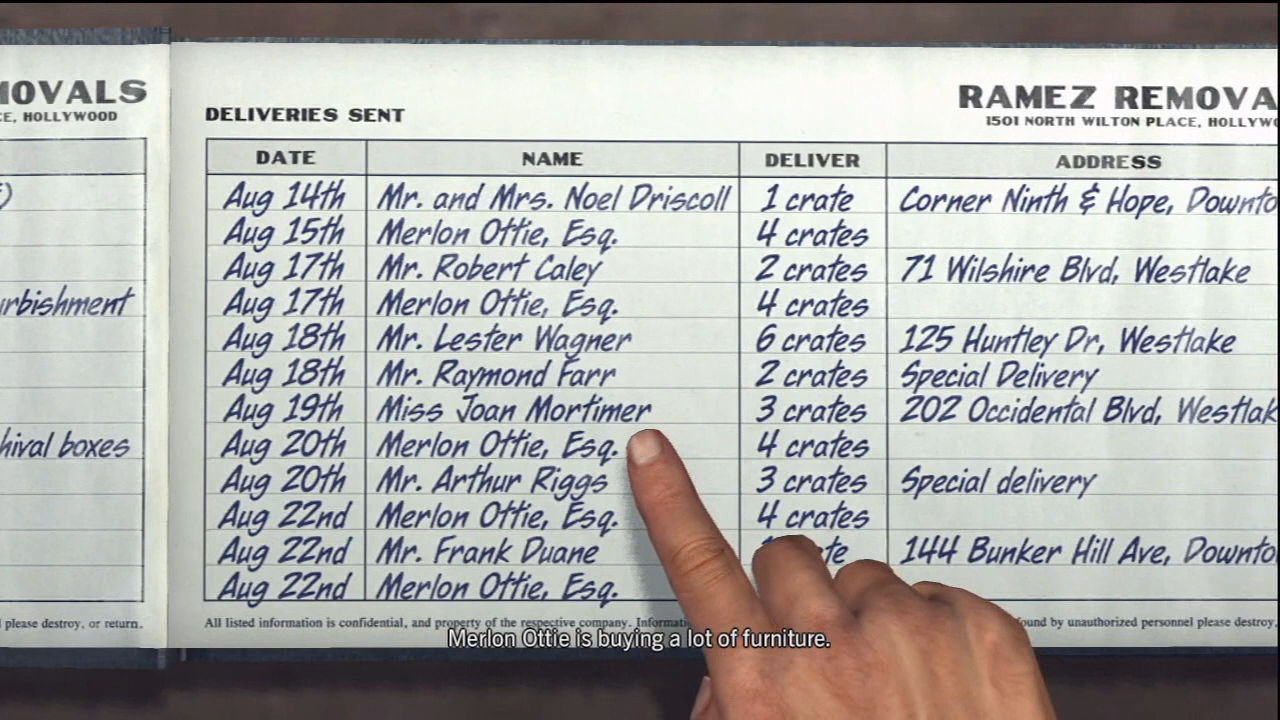 MOVALS
CE, HOLLYWOOD
urbishment
hival boxes
please destroy, or return.
DELIVERIES SENT
RAMEZ REMOVA
1501 NORTH WILTON PLACE, HOLLYWO
DATE NAME DELIVER ADDRESS
Aug 14th Mr. and Mrs. Noel Driscoll 1 crate Corner Ninth & Hope, Downto
Aug 15th Merlon Ottie, Esq. 4 crates
Aug 17th Mr. Robert Caley 2 crates 71 Wilshire Blvd, Westlake
Aug 17th Merlon Ottie, Esq. 4 crates
Aug 18th Mr. Lester Wagner 6 crates 125 Huntley Dr, Westlake
Aug 18th Mr. Raymond Farr 2 crates Special Delivery
Aug 19th Miss Joan Mortimer 3 crates 202 Occidental Blvd, Westlak
Aug 20th Merlon Ottie, Esq. 4 crates
Aug 20th Mr. Arthur Riggs 3 crates Special delivery
Aug 22nd Merlon Ottie, Esq. 4 crates
Aug 22nd Mr. Frank Duane 144 Bunker Hill Ave, Downto
Aug 22nd Merlon Ottie, Esq.
All listed information is confidential, and property of the respective company. found by unauthorized personnel please destroy,
Merlon Ottie is buying a lot of furniture.